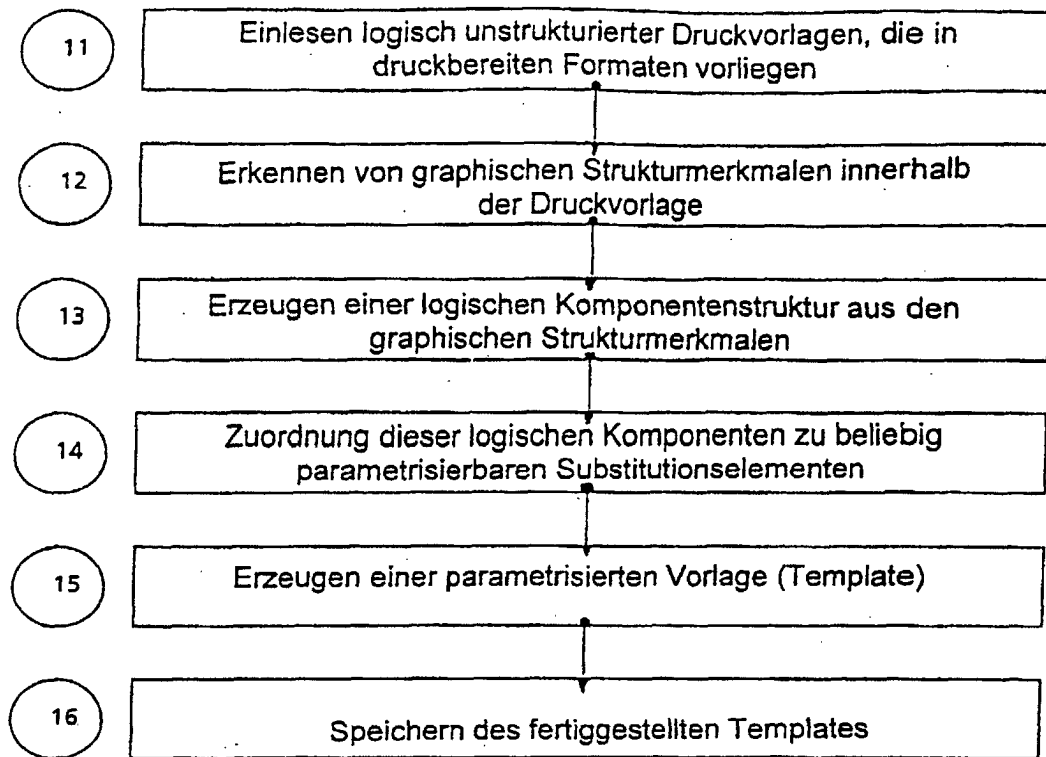 11
Einlesen logisch unstrukturierter Druckvorlagen, die in
druckbereiten Formaten vorliegen
12
Erkennen von graphischen Strukturmerkmalen innerhalb
der Druckvorlage
13
Erzeugen einer logischen Komponentenstruktur aus den
graphischen Strukturmerkmalen
14
Zuordnung dieser logischen Komponenten zu beliebig
parametrisierbaren Substitutionselementen
15
Erzeugen einer parametrisierten Vorlage (Template)
16
Speichern des fertiggestellten Templates